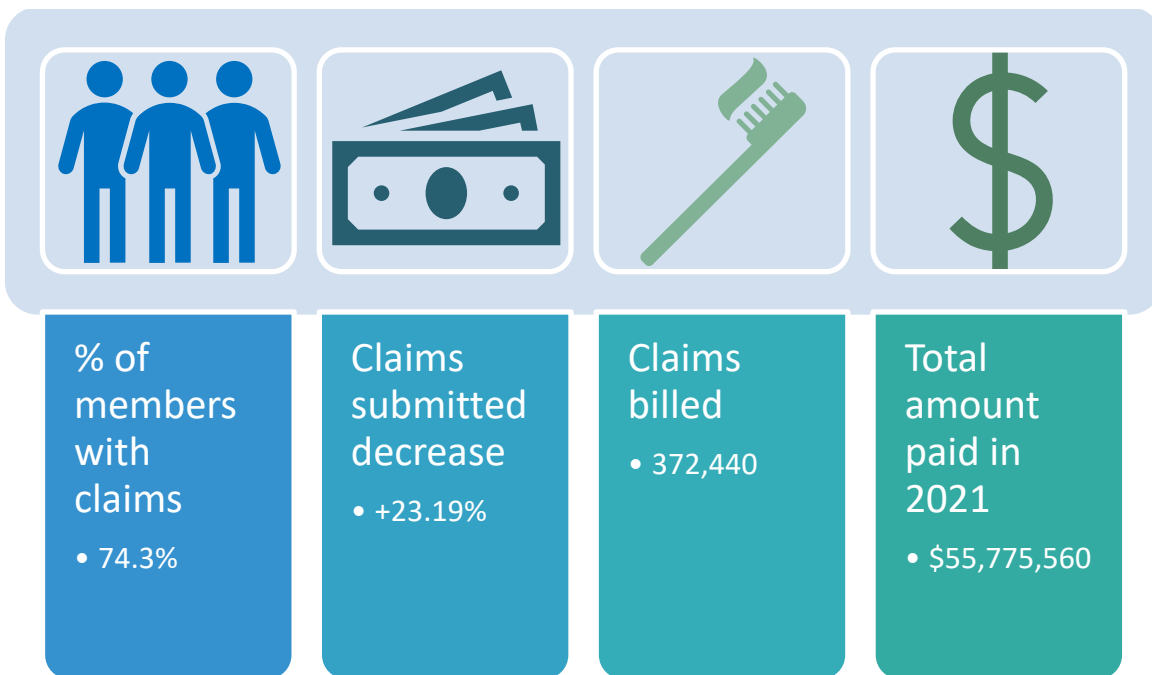 % of
members
with
claims
• 74.3%
Claims
submitted
decrease
• +23.19%
Claims
billed
• 372,440
Total
amount
paid in
2021
• $55,775,560